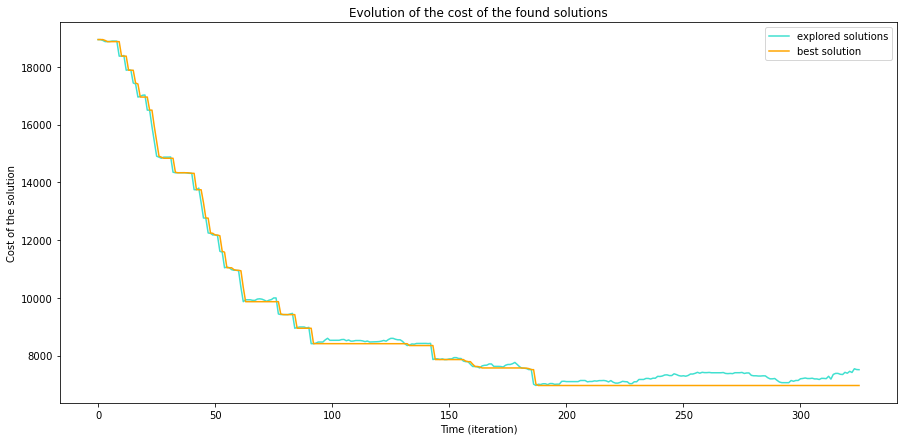 Evolution of the cost of the found solutions
explored solutions
best solution
18000
16000
14000
12000
10000
8000
Cost of the solution
0
50
100
150
200
250
300
Time (iteration)